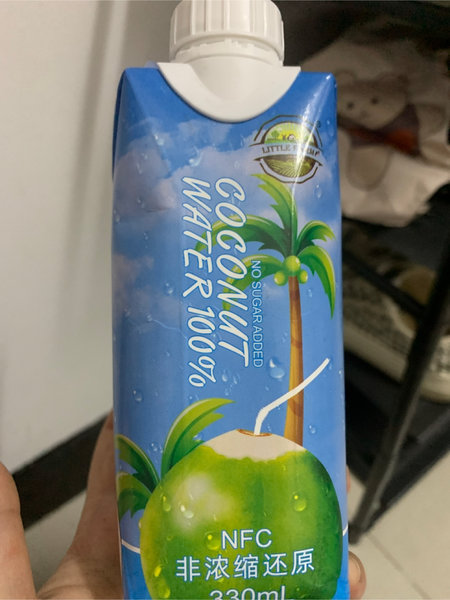 COCONUT
WATER 100%
NO SUGAR ADDED
NFC
非浓缩还原
330ml